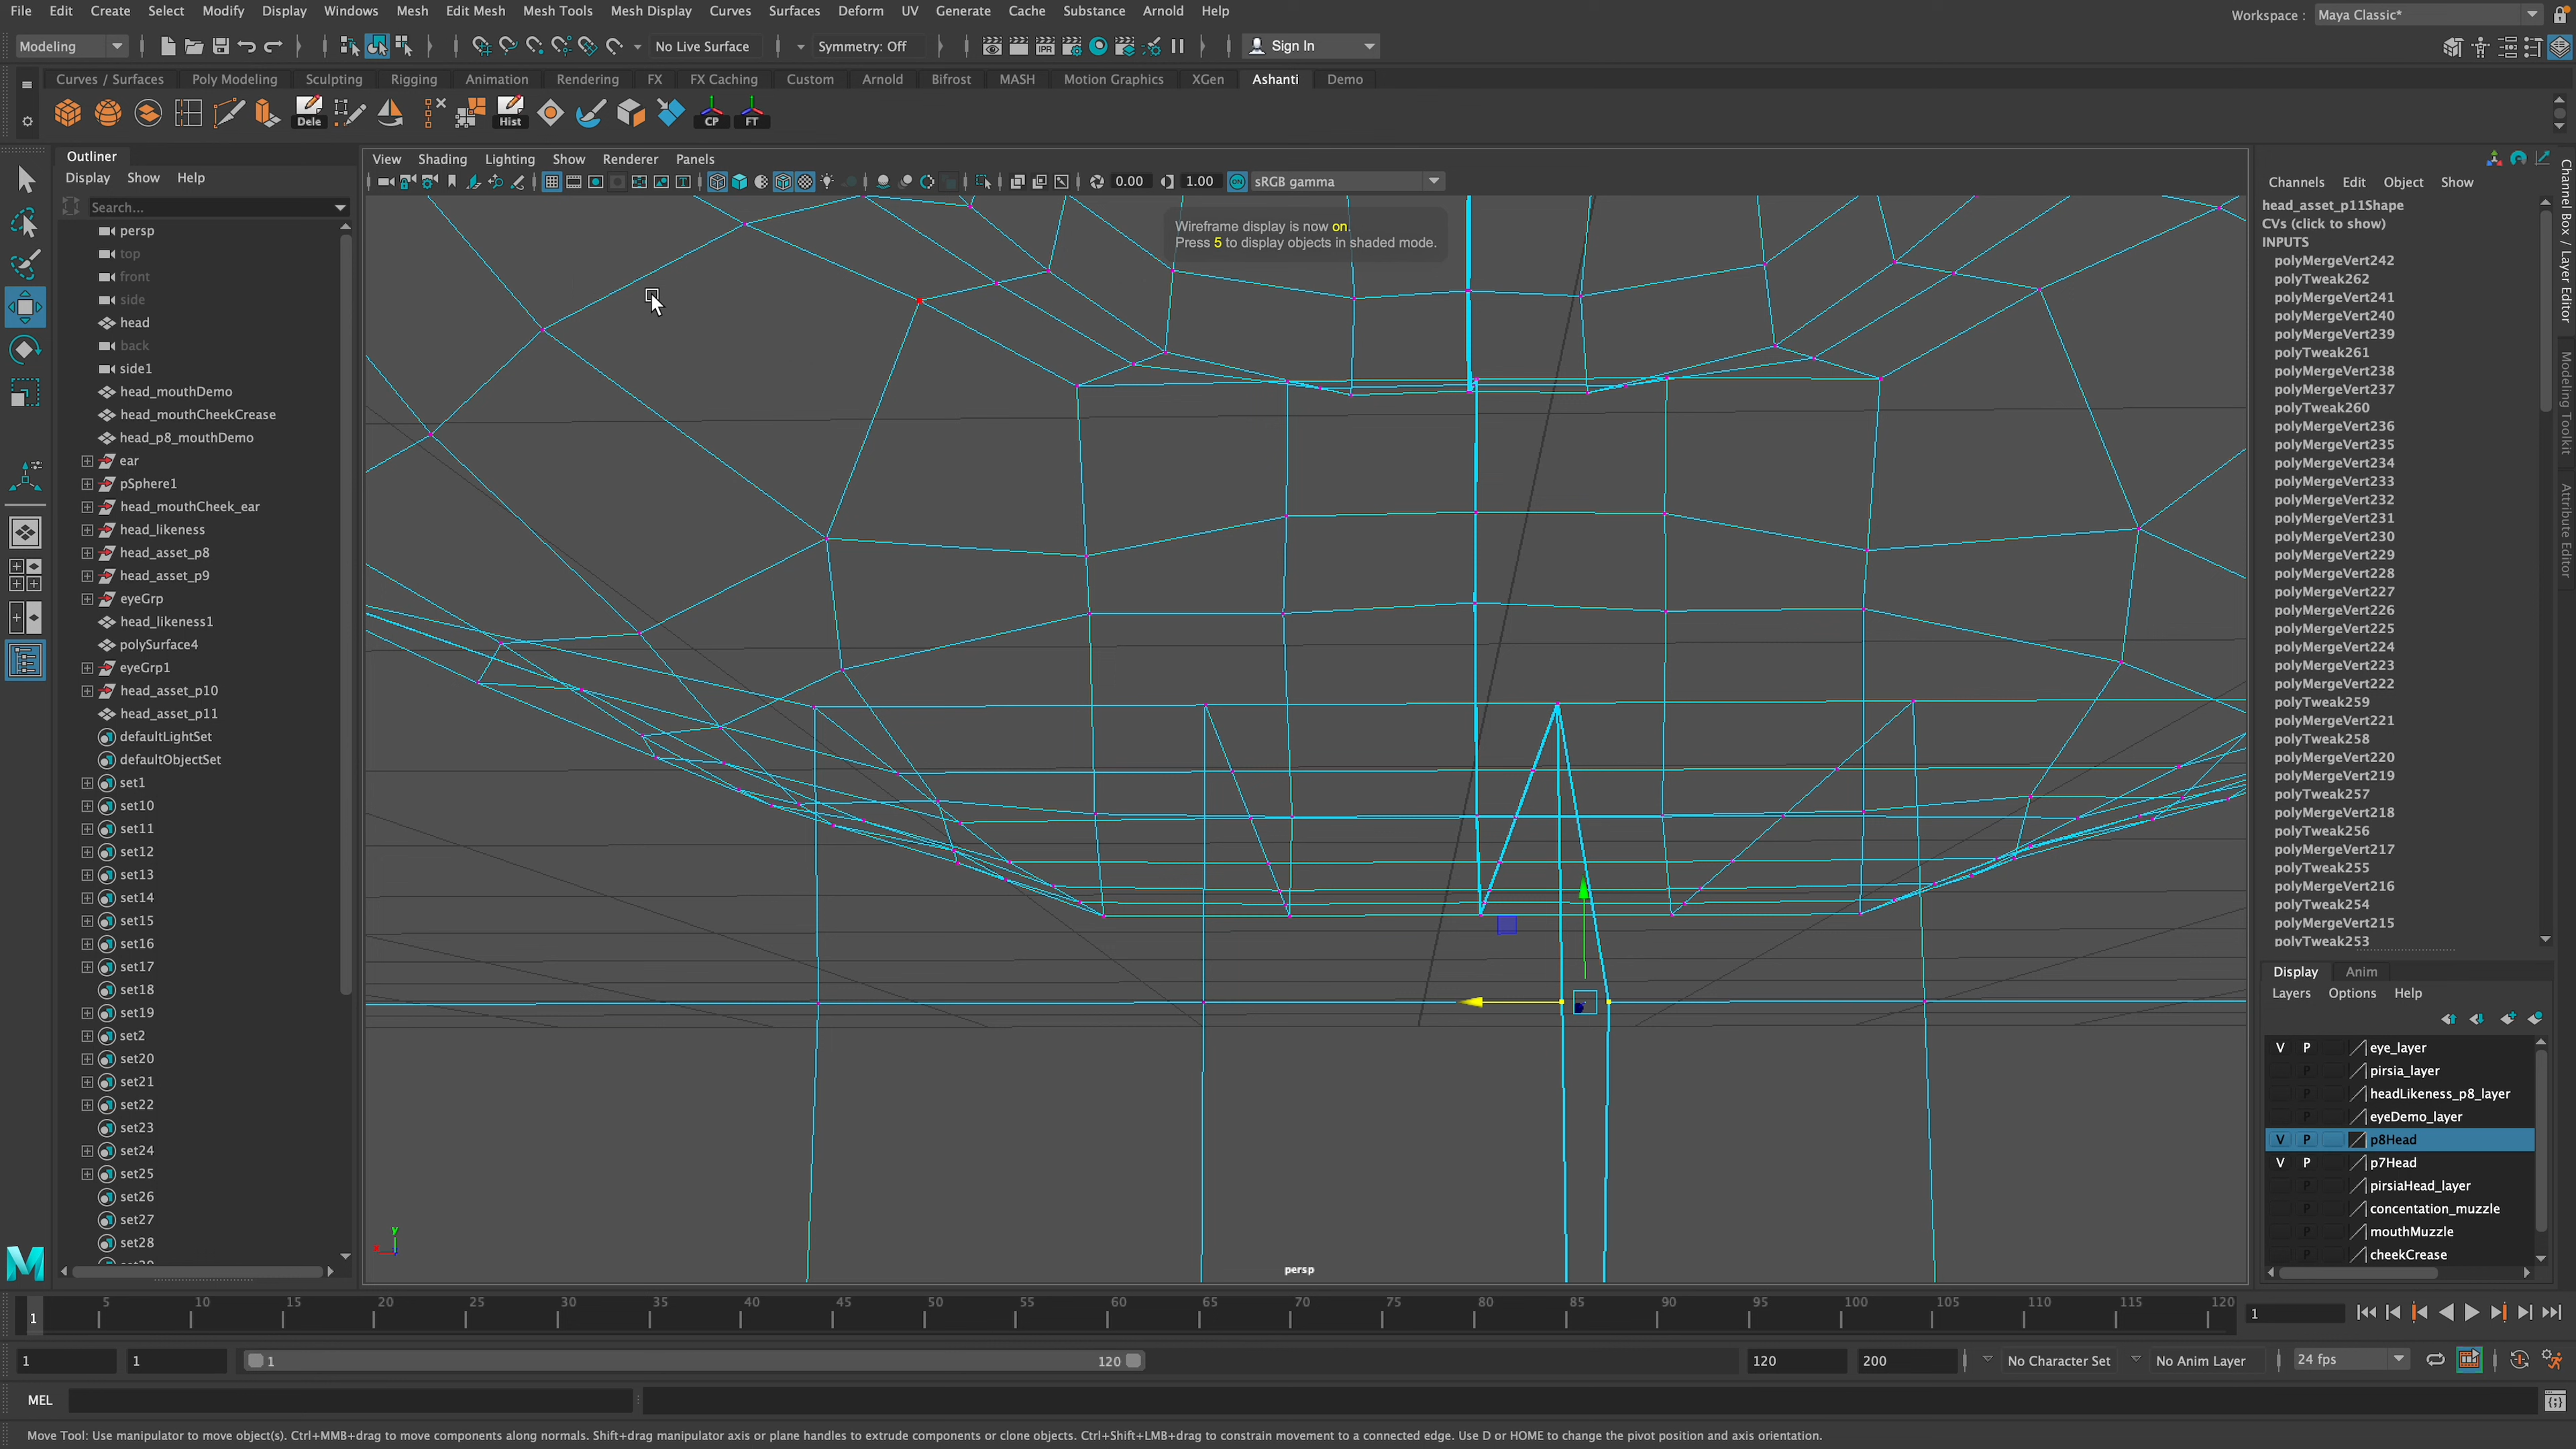 File Edit Create Select Modify Display Windows Mesh Edit Mesh Mesh Tools Mesh Display Curves Surfaces Deform UV Generate Cache Substance Arnold Help
Workspace : Maya Classic*
Modeling No Live Surface Symmetry: Off IPR Sign In
Curves / Surfaces Poly Modeling Sculpting Rigging Animation Rendering FX FX Caching Custom Arnold Bifrost MASH Motion Graphics XGen Ashanti Demo
Dele Hist CP FT
Outliner
Display Show Help
Search...
persp
top
front
side
head
back
side1
head_mouthDemo
head_mouthCheekCrease
head_p8_mouthDemo
ear
pSphere1
head_mouthCheek_ear
head_likeness
head_asset_p8
head_asset_p9
eyeGrp
head_likeness1
polySurface4
eyeGrp1
head_asset_p10
head_asset_p11
defaultLightSet
defaultObjectSet
set1
set10
set11
set12
set13
set14
set15
set16
set17
set18
set19
set2
set20
set21
set22
set23
set24
set25
set26
set27
set28
View Shading Lighting Show Renderer Panels
0.00 1.00 ON sRGB gamma
Wireframe display is now on.
Press 5 to display objects in shaded mode.
y
persp
Channels Edit Object Show
head_asset_p11Shape
CVs (click to show)
INPUTS
polyMergeVert242
polyTweak262
polyMergeVert241
polyMergeVert240
polyMergeVert239
polyTweak261
polyMergeVert238
polyMergeVert237
polyTweak260
polyMergeVert236
polyMergeVert235
polyMergeVert234
polyMergeVert233
polyMergeVert232
polyMergeVert231
polyMergeVert230
polyMergeVert229
polyMergeVert228
polyMergeVert227
polyMergeVert226
polyMergeVert225
polyMergeVert224
polyMergeVert223
polyMergeVert222
polyTweak259
polyMergeVert221
polyTweak258
polyMergeVert220
polyMergeVert219
polyTweak257
polyMergeVert218
polyTweak256
polyMergeVert217
polyTweak255
polyMergeVert216
polyTweak254
polyMergeVert215
polyTweak253
Channel Box / Layer Editor
Modeling Toolkit
Attribute Editor
Display Anim
Layers Options Help
V P eye_layer
P pirsia_layer
P headLikeness_p8_layer
P eyeDemo_layer
V P p8Head
V P p7Head
P pirsiaHead_layer
P concentation_muzzle
P mouthMuzzle
P cheekCrease
1 5 10 15 20 25 30 35 40 45 50 55 60 65 70 75 80 85 90 95 100 105 110 115 120 1
1 1 1 120 120 200 No Character Set No Anim Layer 24 fps
MEL
Move Tool: Use manipulator to move object(s). Ctrl+MMB+drag to move components along normals. Shift+drag manipulator axis or plane handles to extrude components or clone objects. Ctrl+Shift+LMB+drag to constrain movement to a connected edge. Use D or HOME to change the pivot position and axis orientation.